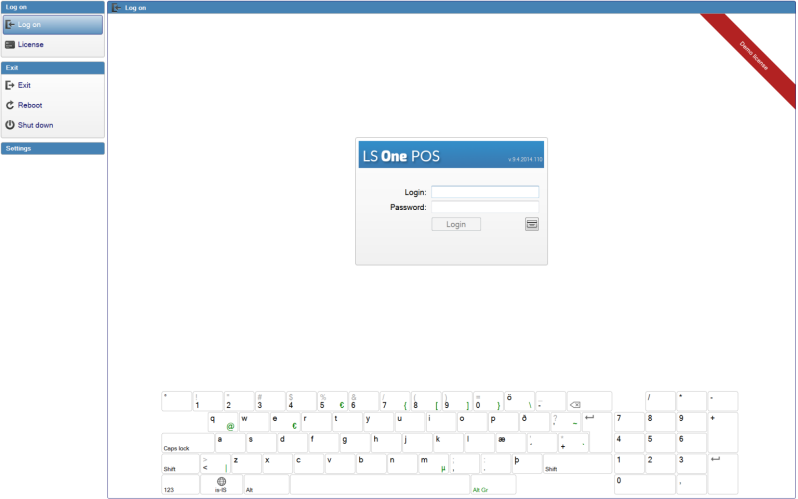 Log on
Log on
License
Exit
Exit
Reboot
Shut down
Settings
Log on
Demo license
LS One POS
v 9.4.2014.110
Login:
Password:
Login
° ! 1 " 2 # 3 $ 4 % 5 € & 6 / 7 { ( 8 [ ) 9 ] = 0 } ö \ _ - / * -
q @ w e € r t y u i o p ð ? ' ~ 7 8 9 +
Caps lock a s d f g h j k l æ ' * + ` 4 5 6
Shift > < | z x c v b n m µ ; , : . þ Shift 1 2 3
123 is-IS Alt Alt Gr 0 ,